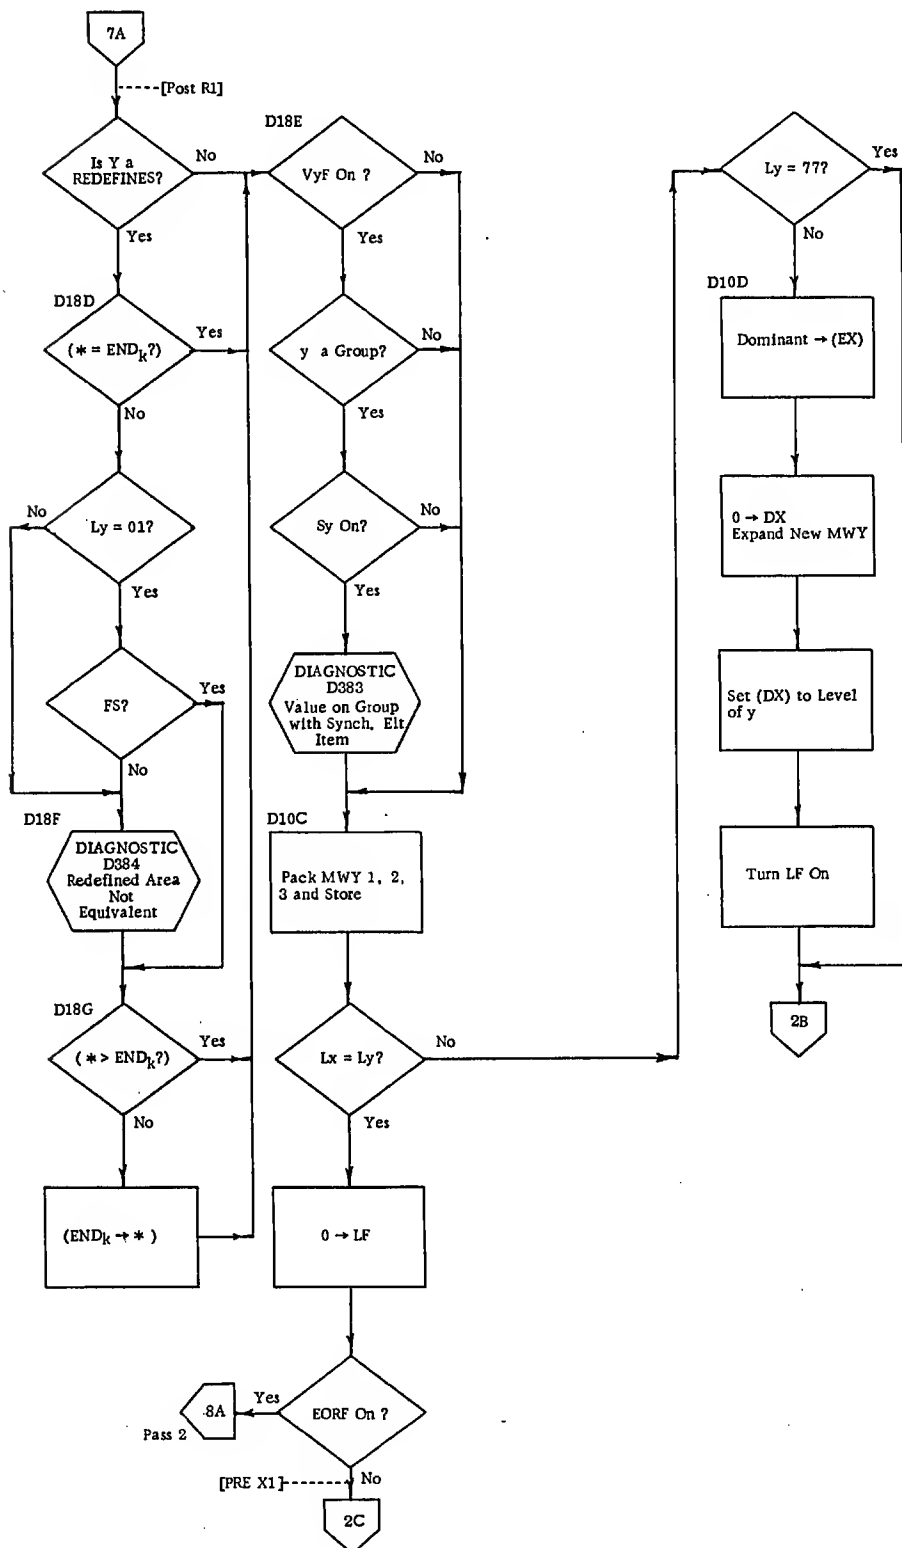 7A
[Post R1]
Is Y a
REDEFINES?
No
Yes
D18D
(* = ENDk?)
Yes
No
Ly = 01?
No
Yes
FS?
Yes
No
D18F
DIAGNOSTIC
D384
Redefined Area
Not
Equivalent
D18G
(* > ENDk?)
Yes
No
(ENDk → *)
D18E
VyF On ?
No
Yes
y a Group?
No
Yes
Sy On?
No
Yes
DIAGNOSTIC
D383
Value on Group
with Synch. Elt
Item
D10C
Pack MWY 1, 2,
3 and Store
Lx = Ly?
No
Yes
0 → LF
EORF On ?
Yes
8A
Pass 2
[PRE X1]
No
2C
Ly = 77?
Yes
No
D10D
Dominant → (EX)
0 → DX
Expand New MWY
Set (DX) to Level
of y
Turn LF On
2B